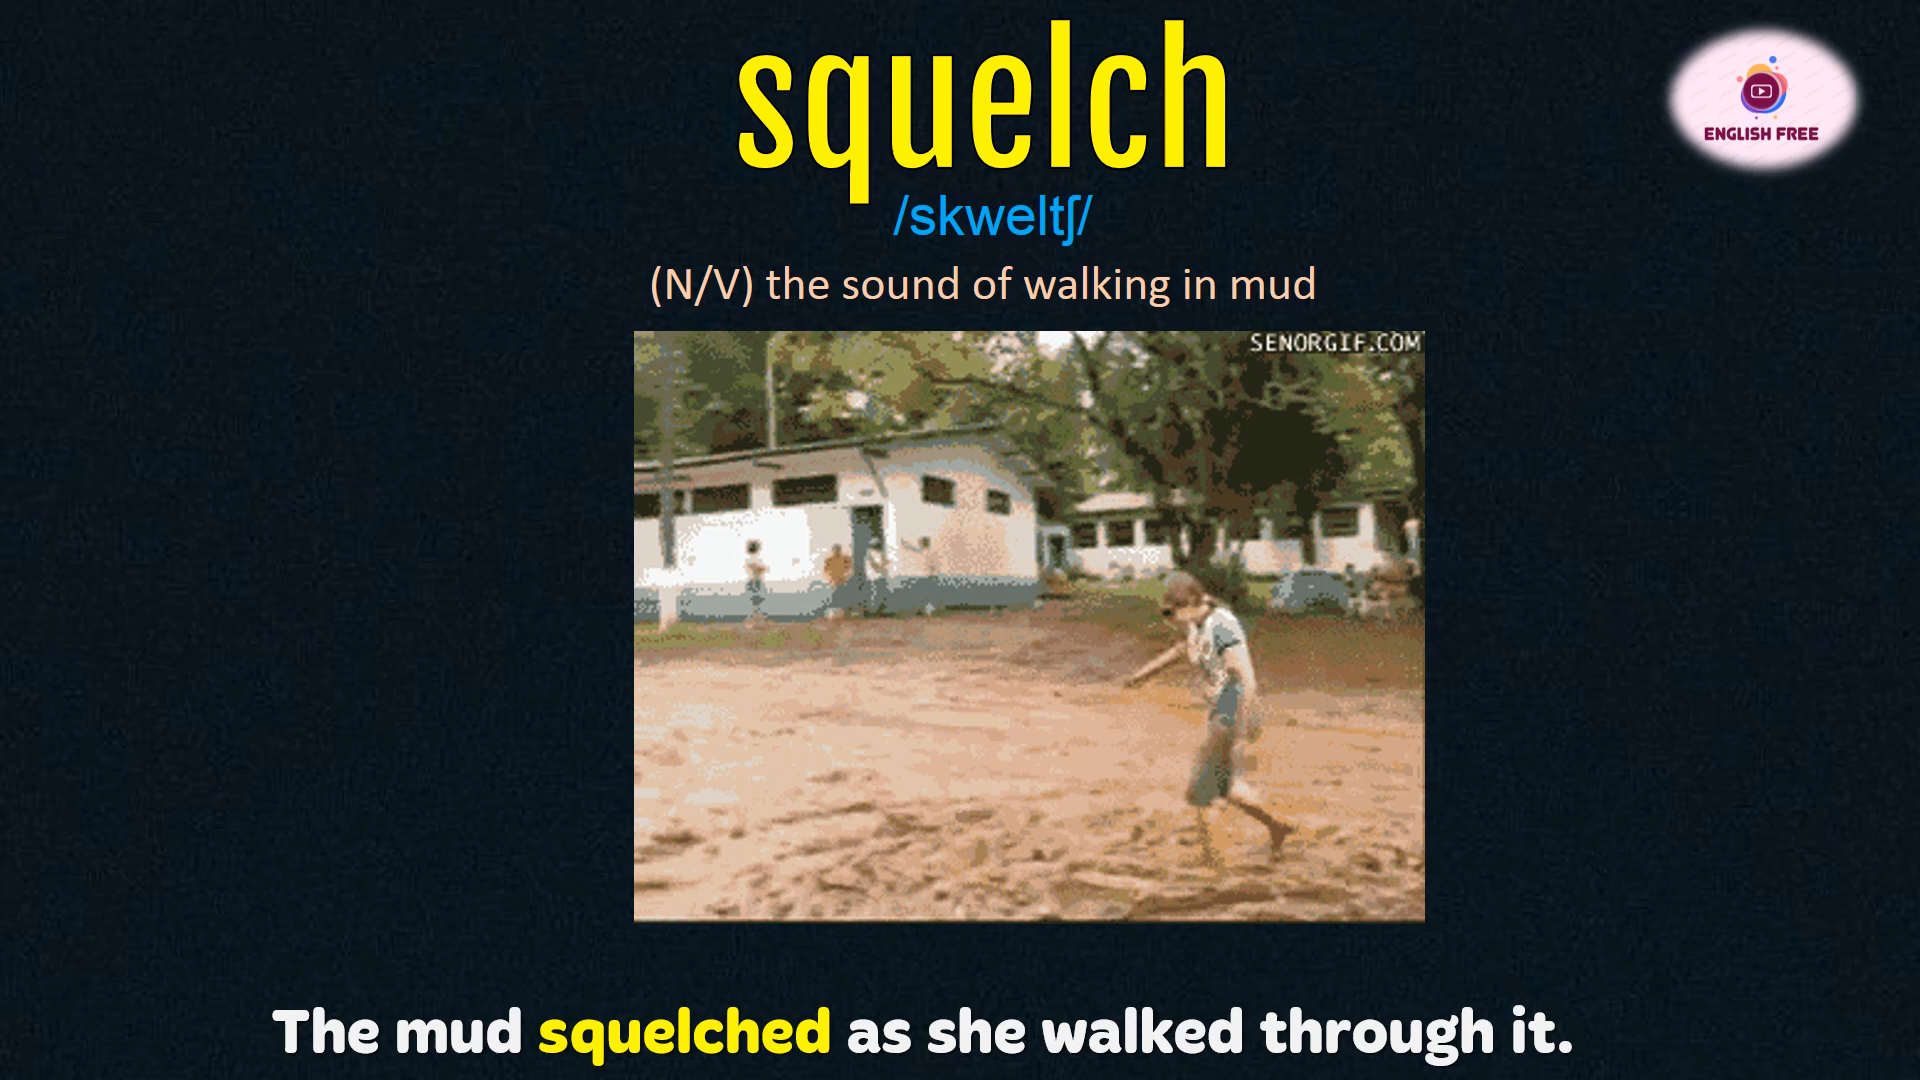 squelch
ENGLISH FREE
/skweltʃ/
(N/V) the sound of walking in mud
SENORGIF.COM
The mud squelched as she walked through it.